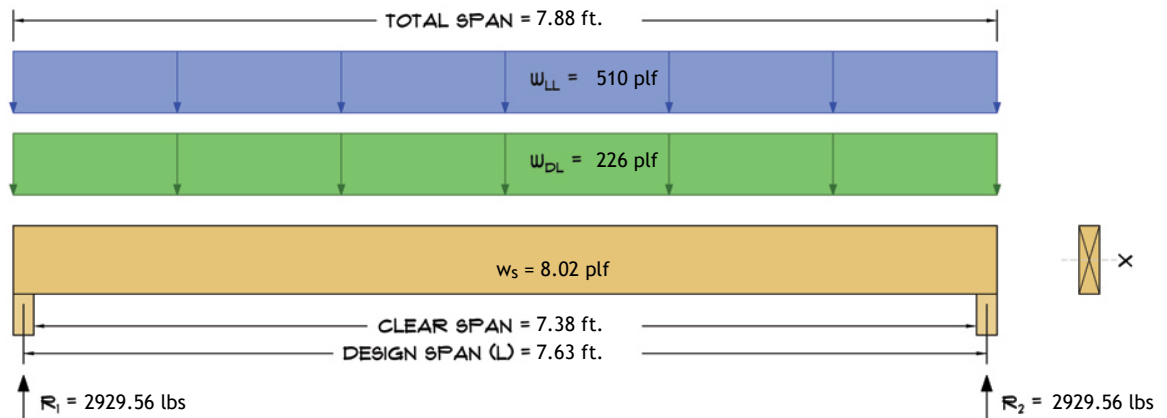 TOTAL SPAN = 7.88 ft.
WLL = 510 plf
WDL = 226 plf
ws = 8.02 plf
X
CLEAR SPAN = 7.38 ft.
DESIGN SPAN (L) = 7.63 ft.
R1 = 2929.56 lbs
R2 = 2929.56 lbs